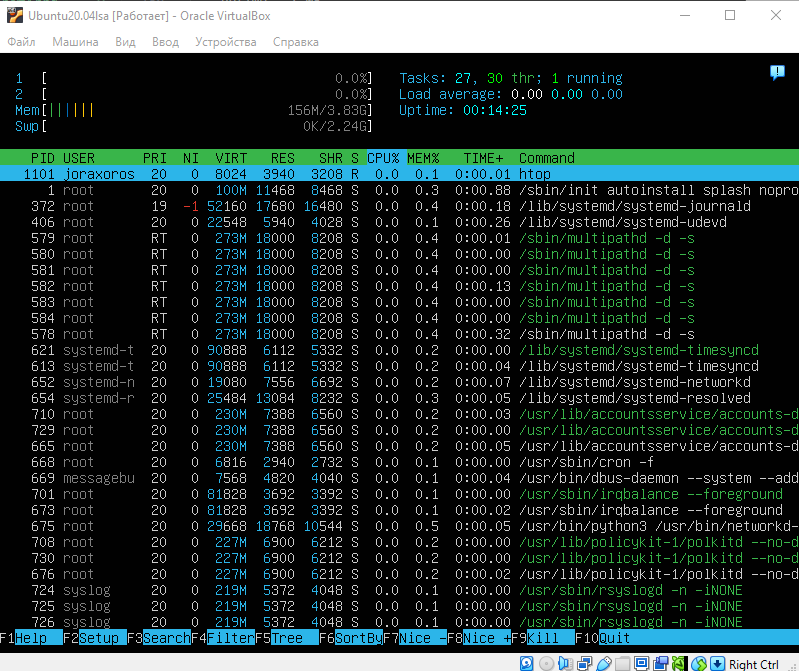 Ubuntu20.04lsa [Работает] - Oracle VirtualBox
Файл Машина Вид Ввод Устройства Справка
1 [ 0.0%] Tasks: 27, 30 thr; 1 running
2 [ 0.0%] Load average: 0.00 0.00 0.00
Mem[|||||| 156M/3.83G] Uptime: 00:14:25
Swp[ 0K/2.24G]
PID USER PRI NI VIRT RES SHR S CPU% MEM% TIME+ Command
1101 joraxoros 20 0 8024 3940 3208 R 0.0 0.1 0:00.01 htop
1 root 20 0 100M 11468 8468 S 0.0 0.3 0:00.88 /sbin/init autoinstall splash nopro
372 root 19 -1 52160 17680 16480 S 0.0 0.4 0:00.18 /lib/systemd/systemd-journald
406 root 20 0 22548 5940 4028 S 0.0 0.1 0:00.26 /lib/systemd/systemd-udevd
579 root RT 0 273M 18000 8208 S 0.0 0.4 0:00.01 /sbin/multipathd -d -s
580 root RT 0 273M 18000 8208 S 0.0 0.4 0:00.00 /sbin/multipathd -d -s
581 root RT 0 273M 18000 8208 S 0.0 0.4 0:00.00 /sbin/multipathd -d -s
582 root RT 0 273M 18000 8208 S 0.0 0.4 0:00.13 /sbin/multipathd -d -s
583 root RT 0 273M 18000 8208 S 0.0 0.4 0:00.00 /sbin/multipathd -d -s
584 root RT 0 273M 18000 8208 S 0.0 0.4 0:00.00 /sbin/multipathd -d -s
578 root RT 0 273M 18000 8208 S 0.0 0.4 0:00.32 /sbin/multipathd -d -s
621 systemd-t 20 0 90888 6112 5332 S 0.0 0.2 0:00.00 /lib/systemd/systemd-timesyncd
613 systemd-t 20 0 90888 6112 5332 S 0.0 0.2 0:00.04 /lib/systemd/systemd-timesyncd
652 systemd-n 20 0 19080 7556 6692 S 0.0 0.2 0:00.07 /lib/systemd/systemd-networkd
654 systemd-r 20 0 25484 13084 8232 S 0.0 0.3 0:00.05 /lib/systemd/systemd-resolved
710 root 20 0 230M 7388 6560 S 0.0 0.2 0:00.03 /usr/lib/accountsservice/accounts-d
729 root 20 0 230M 7388 6560 S 0.0 0.2 0:00.00 /usr/lib/accountsservice/accounts-d
665 root 20 0 230M 7388 6560 S 0.0 0.2 0:00.05 /usr/lib/accountsservice/accounts-d
668 root 20 0 6816 2940 2732 S 0.0 0.1 0:00.00 /usr/sbin/cron -f
669 messagebu 20 0 7568 4820 4040 S 0.0 0.1 0:00.04 /usr/bin/dbus-daemon --system --add
701 root 20 0 81828 3692 3392 S 0.0 0.1 0:00.00 /usr/sbin/irqbalance --foreground
673 root 20 0 81828 3692 3392 S 0.0 0.1 0:00.02 /usr/sbin/irqbalance --foreground
675 root 20 0 29668 18768 10544 S 0.0 0.5 0:00.05 /usr/bin/python3 /usr/bin/networkd-
708 root 20 0 227M 6900 6212 S 0.0 0.2 0:00.00 /usr/lib/policykit-1/polkitd --no-d
730 root 20 0 227M 6900 6212 S 0.0 0.2 0:00.00 /usr/lib/policykit-1/polkitd --no-d
676 root 20 0 227M 6900 6212 S 0.0 0.2 0:00.02 /usr/lib/policykit-1/polkitd --no-d
724 syslog 20 0 219M 5372 4048 S 0.0 0.1 0:00.00 /usr/sbin/rsyslogd -n -iNONE
725 syslog 20 0 219M 5372 4048 S 0.0 0.1 0:00.00 /usr/sbin/rsyslogd -n -iNONE
726 syslog 20 0 219M 5372 4048 S 0.0 0.1 0:00.00 /usr/sbin/rsyslogd -n -iNONE
F1Help F2Setup F3SearchF4FilterF5Tree F6SortByF7Nice -F8Nice +F9Kill F10Quit
Right Ctrl